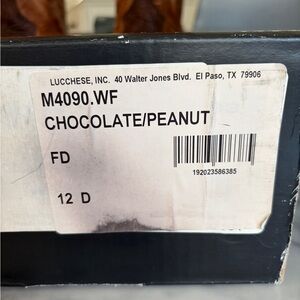 LUCCHESE, INC. 40 Walter Jones Blvd. El Paso, TX 79906
M4090.WF
CHOCOLATE/PEANUT
FD
192023586385
12 D